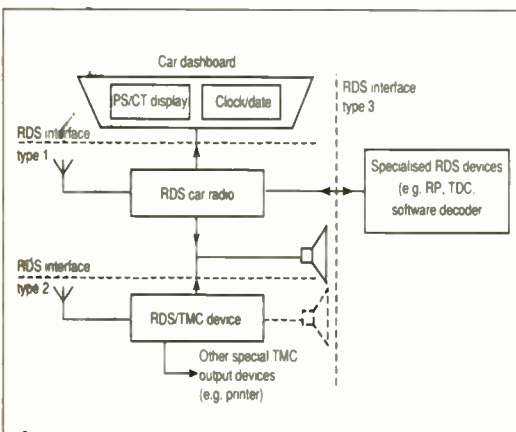 Car dashboard
PS/CT display
Clock/date
RDS interface
type 3
RDS interface
type 1
RDS car radio
Specialised RDS devices
(e.g. RP, TDC,
software decoder
RDS interface
type 2
RDS/TMC device
Other special TMC
output devices
(e.g. printer)